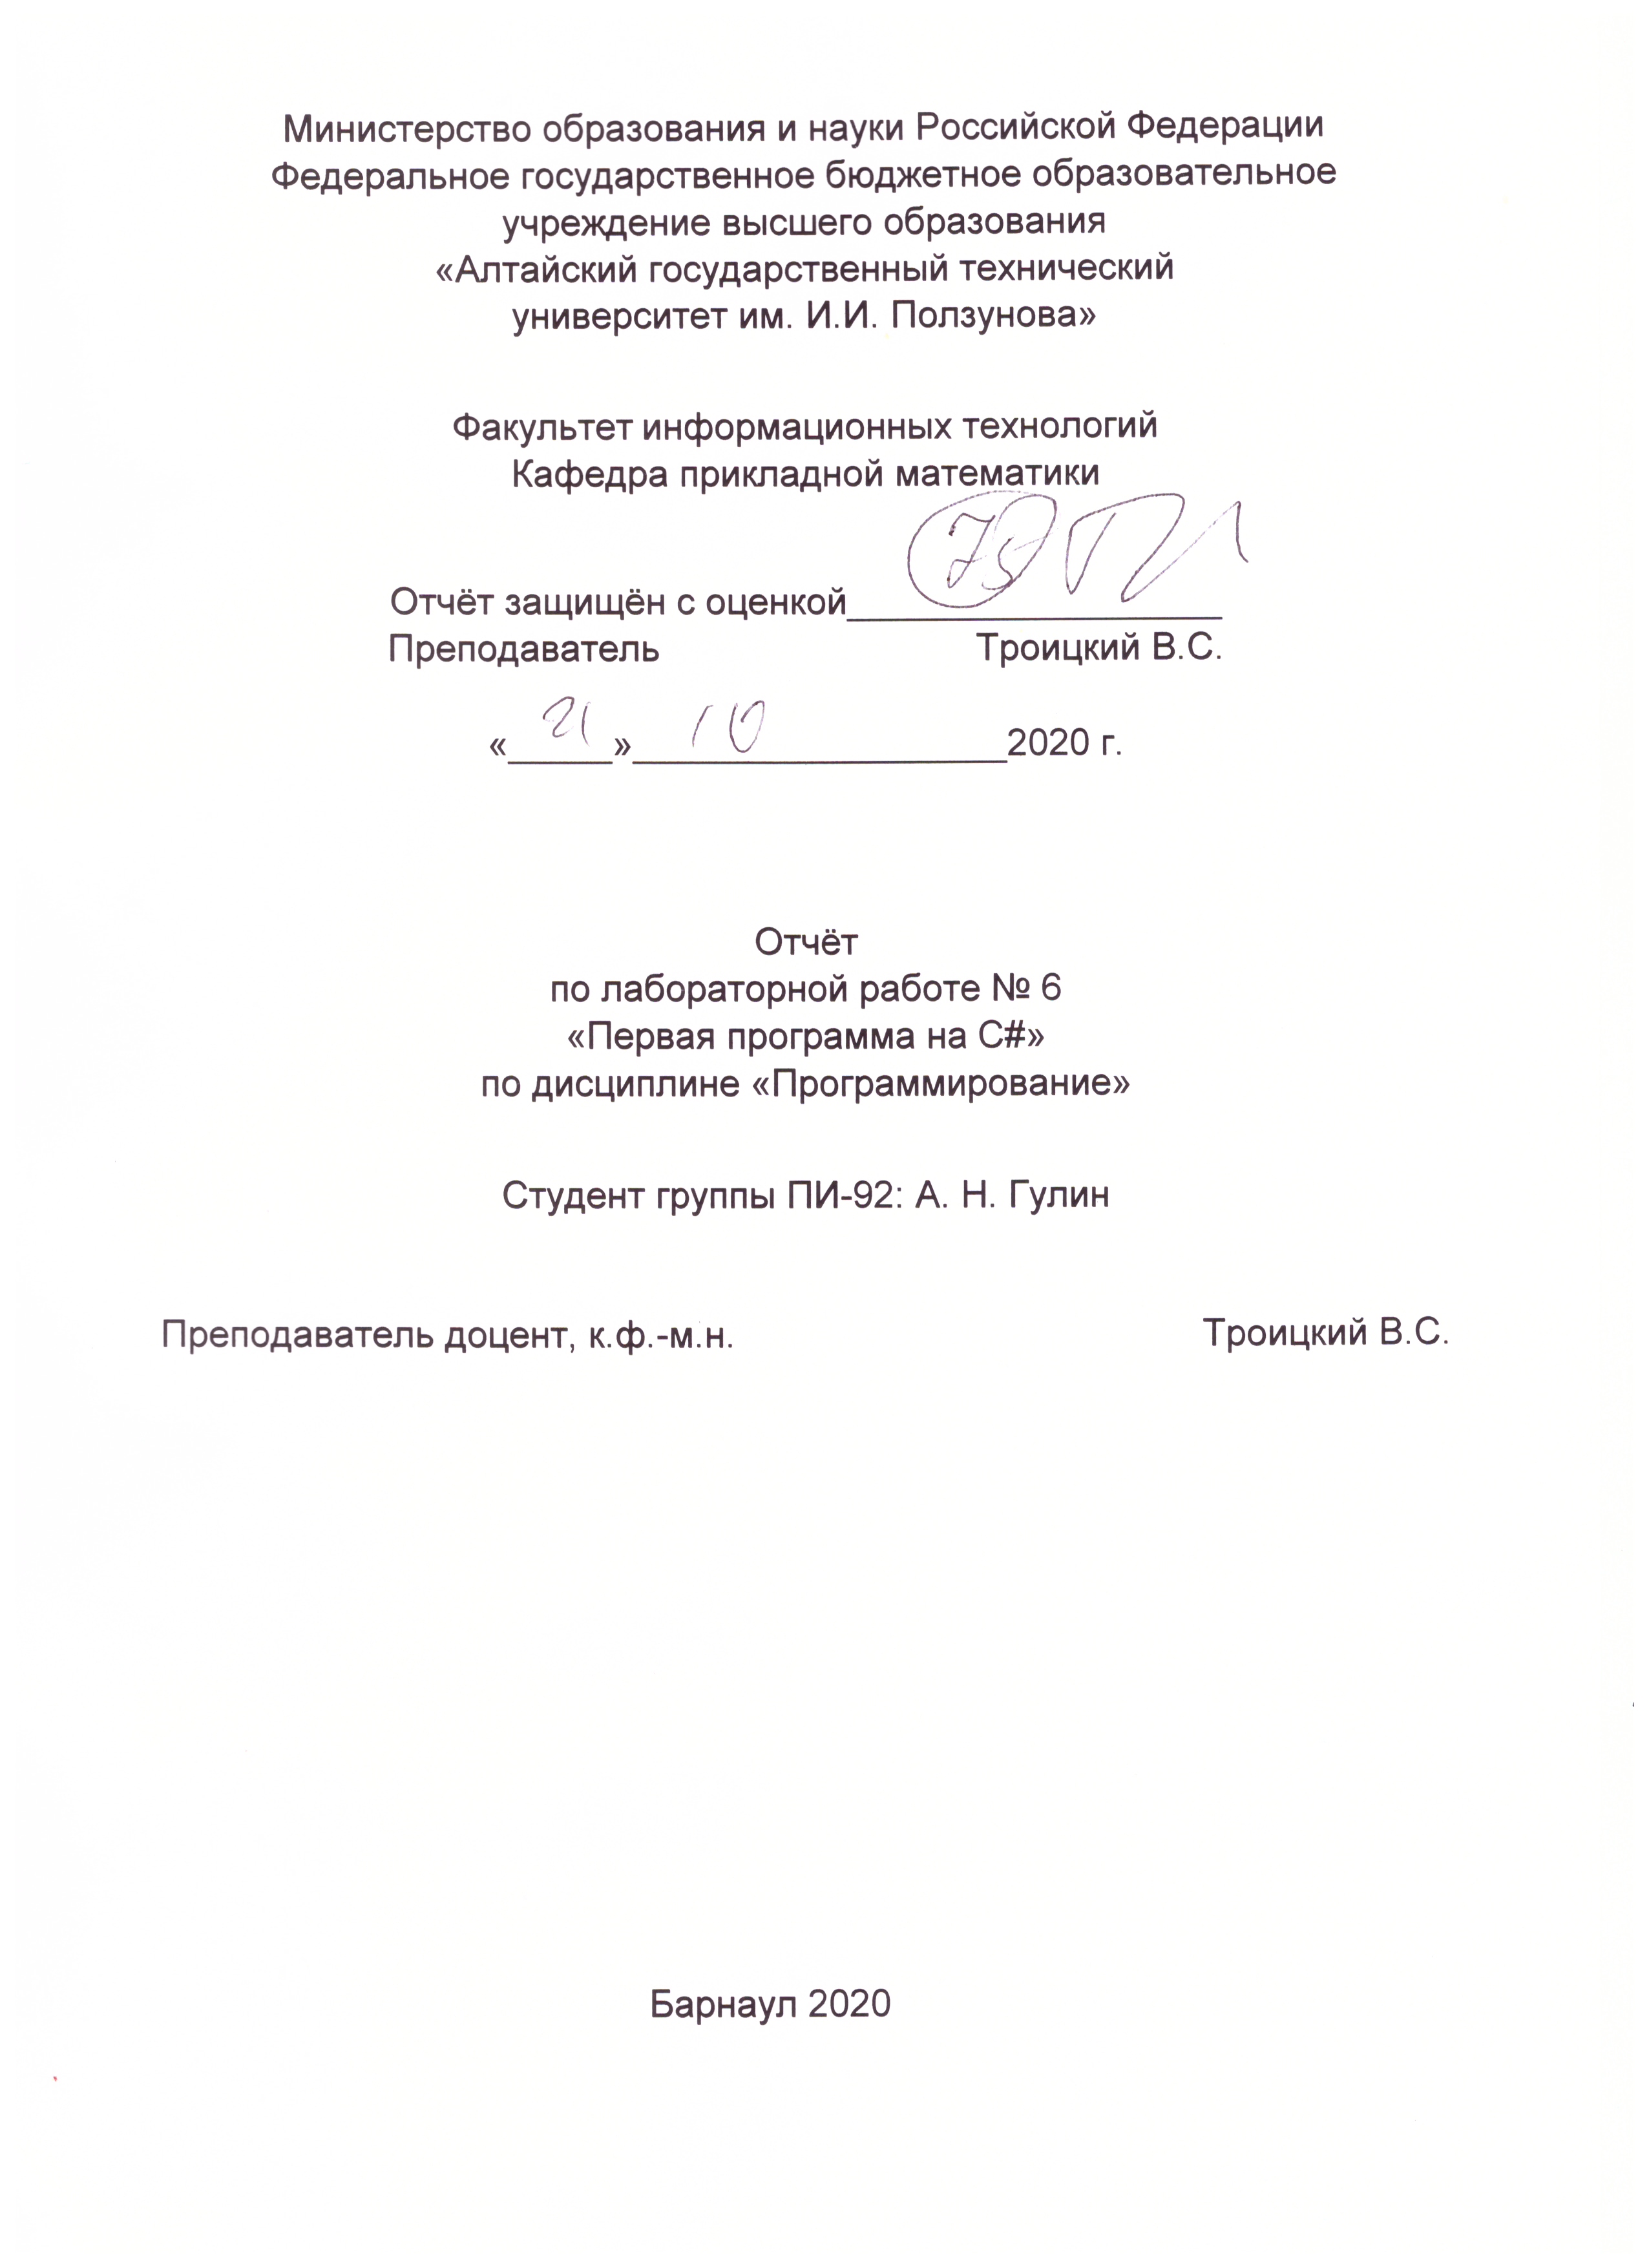 Министерство образования и науки Российской Федерации
Федеральное государственное бюджетное образовательное
учреждение высшего образования
«Алтайский государственный технический
университет им. И.И. Ползунова»
Факультет информационных технологий
Кафедра прикладной математики
75
Отчёт защищён с оценкой____________________
Преподаватель Троицкий В.С.
«21» 10 2020 г.
Отчёт
по лабораторной работе № 6
«Первая программа на C#»
по дисциплине «Программирование»
Студент группы ПИ-92: А. Н. Гулин
Преподаватель доцент, к.ф.-м.н. Троицкий В.С.
Барнаул 2020